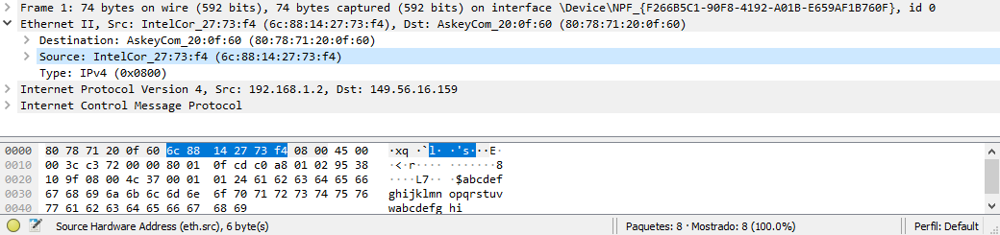 Frame 1: 74 bytes on wire (592 bits), 74 bytes captured (592 bits) on interface \Device\NPF_{F266B5C1-90F8-4192-A01B-E659AF1B760F}, id 0
Ethernet II, Src: IntelCor_27:73:f4 (6c:88:14:27:73:f4), Dst: AskeyCom_20:0f:60 (80:78:71:20:0f:60)
Destination: AskeyCom_20:0f:60 (80:78:71:20:0f:60)
Source: IntelCor_27:73:f4 (6c:88:14:27:73:f4)
Type: IPv4 (0x0800)
Internet Protocol Version 4, Src: 192.168.1.2, Dst: 149.56.16.159
Internet Control Message Protocol
0000 80 78 71 20 0f 60 6c 88 14 27 73 f4 08 00 45 00 ·xq ·`l· ·'s···E·
0010 00 3c c3 72 00 00 80 01 0f cd c0 a8 01 02 95 38 ·<·r···· ·······8
0020 10 9f 08 00 4c 37 00 01 01 24 61 62 63 64 65 66 ····L7·· ·$abcdef
0030 67 68 69 6a 6b 6c 6d 6e 6f 70 71 72 73 74 75 76 ghijklmn opqrstuv
0040 77 61 62 63 64 65 66 67 68 69 wabcdefg hi
Source Hardware Address (eth.src), 6 byte(s) Paquetes: 8 · Mostrado: 8 (100.0%) Perfil: Default